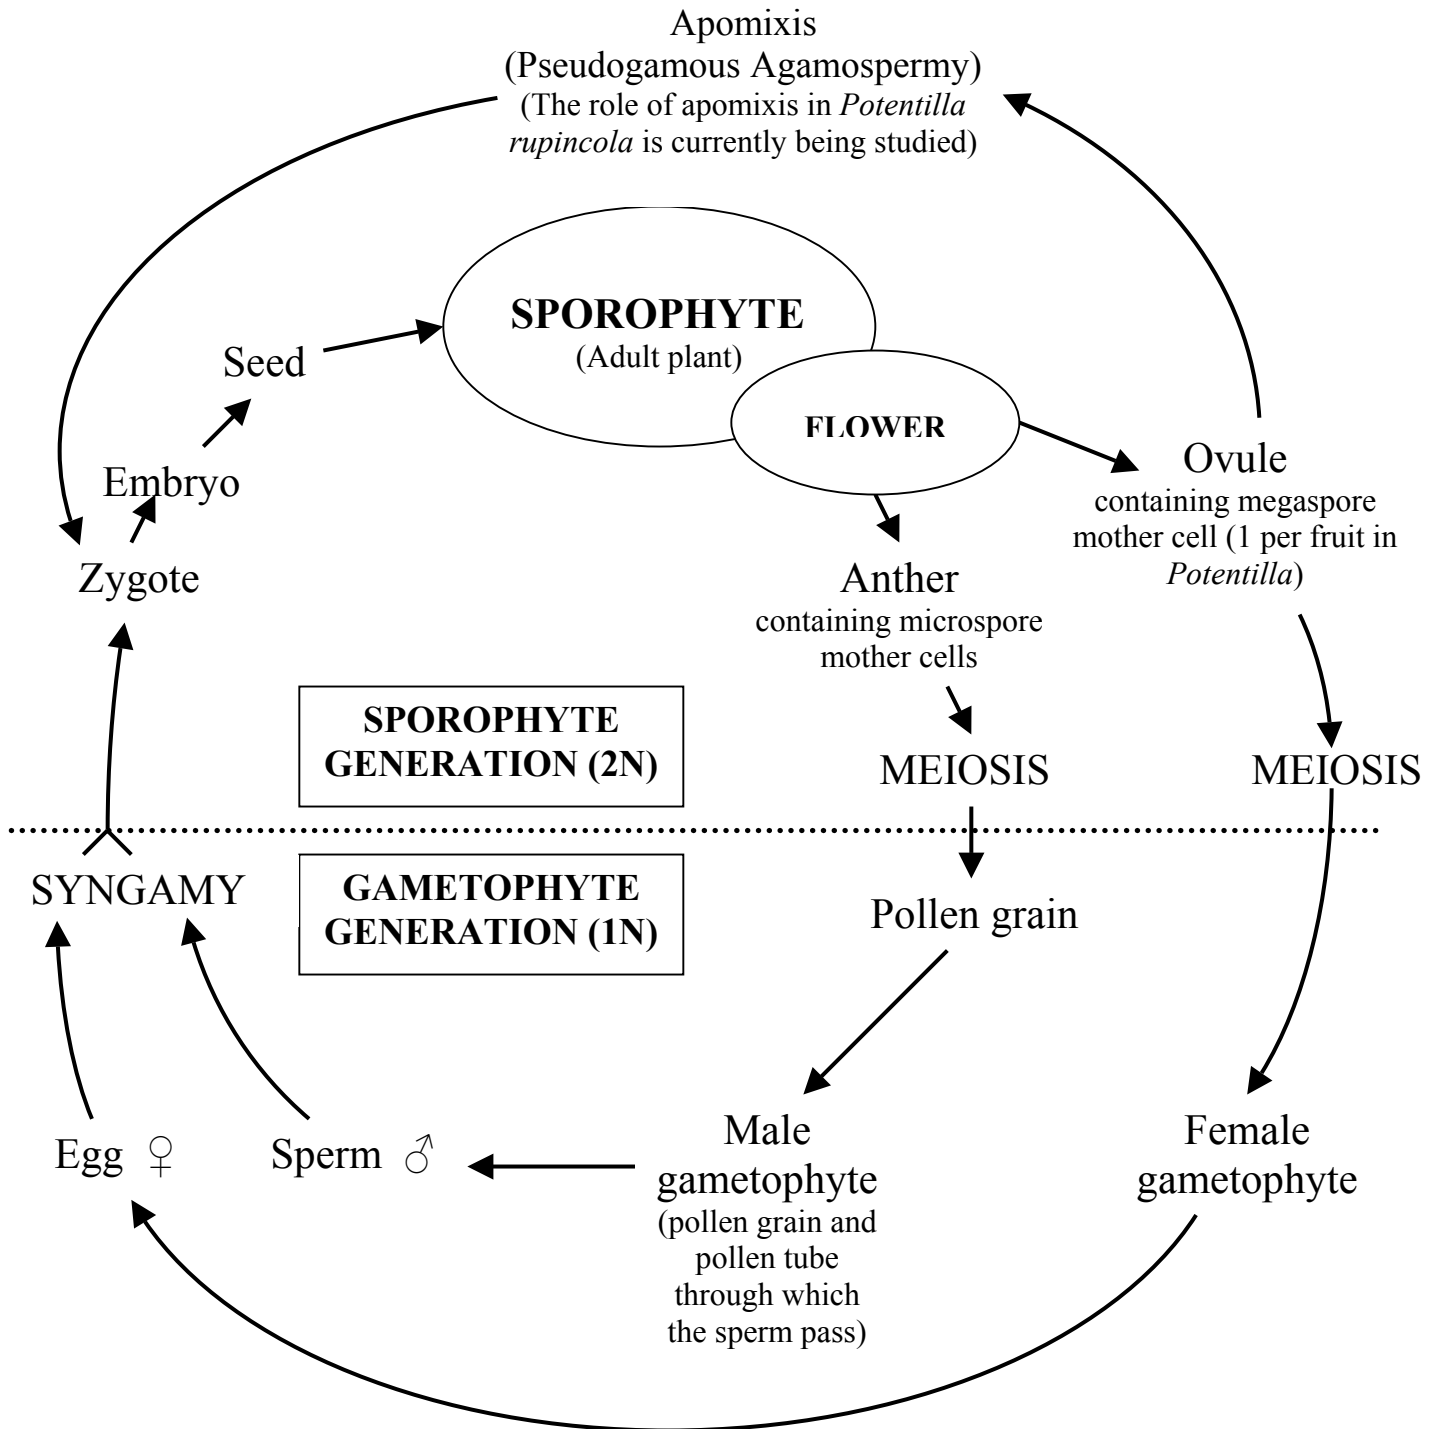 Apomixis
(Pseudogamous Agamospermy)
(The role of apomixis in Potentilla
rupincola is currently being studied)
SPOROPHYTE
(Adult plant)
Seed
FLOWER
Embryo
Ovule
containing megaspore
mother cell (1 per fruit in
Potentilla)
Zygote
Anther
containing microspore
mother cells
SPOROPHYTE
GENERATION (2N)
MEIOSIS
MEIOSIS
SYNGAMY
GAMETOPHYTE
GENERATION (1N)
Pollen grain
Egg ♀
Sperm ♂
Male
gametophyte
(pollen grain and
pollen tube
through which
the sperm pass)
Female
gametophyte